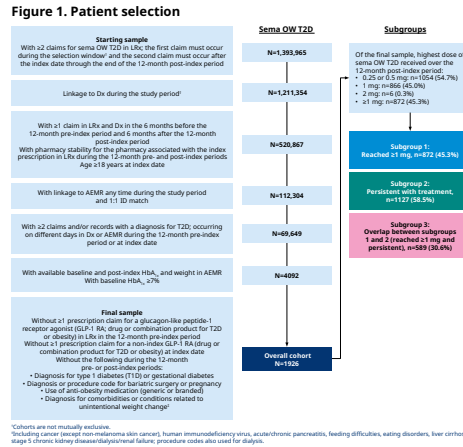 Figure 1. Patient selection
Sema OW T2D
Subgroups
Starting sample
With ≥2 claims for sema OW T2D in LRx; the first claim must occur
during the selection window¹ and the second claim must occur after
the index date through the end of the 12-month post-index period
N=1,393,965
Linkage to Dx during the study period¹
N=1,211,354
With ≥1 claim in LRx and Dx in the 6 months before the
12-month pre-index period and 6 months after the 12-month
post-index period
With pharmacy stability for the pharmacy associated with the index
prescription in LRx during the 12-month pre- and post-index periods
Age ≥18 years at index date
N=520,867
With linkage to AEMR any time during the study period
and 1:1 ID match
N=112,304
With ≥2 claims and/or records with a diagnosis for T2D; occurring
on different days in Dx or AEMR during the 12-month pre-index
period or at index date
N=69,649
With available baseline and post-index HbA1c and weight in AEMR
With baseline HbA1c ≥7%
N=4092
Final sample
Without ≥1 prescription claim for a glucagon-like peptide-1
receptor agonist (GLP-1 RA; drug or combination product for T2D
or obesity) in LRx in the 12-month pre-index period
Without ≥1 prescription claim for a non-index GLP-1 RA (drug or
combination product for T2D or obesity) at index date
Without the following during the 12-month
pre- or post-index periods:
• Diagnosis for type 1 diabetes (T1D) or gestational diabetes
• Diagnosis or procedure code for bariatric surgery or pregnancy
• Use of anti-obesity medication (generic or branded)
• Diagnosis for comorbidities or conditions related to
unintentional weight change²
Overall cohort
N=1926
Of the final sample, highest dose of
sema OW T2D received over the
12-month post-index period:
• 0.25 or 0.5 mg: n=1054 (54.7%)
• 1 mg: n=866 (45.0%)
• 2 mg: n=6 (0.3%)
• ≥1 mg: n=872 (45.3%)
Subgroup 1:
Reached ≥1 mg, n=872 (45.3%)
Subgroup 2:
Persistent with treatment,
n=1127 (58.5%)
Subgroup 3:
Overlap between subgroups
1 and 2 (reached ≥1 mg and
persistent), n=589 (30.6%)
¹Cohorts are not mutually exclusive.
²Including cancer (except non-melanoma skin cancer), human immunodeficiency virus, acute/chronic pancreatitis, feeding difficulties, eating disorders, liver cirrho
stage 5 chronic kidney disease/dialysis/renal failure; procedure codes also used for dialysis.